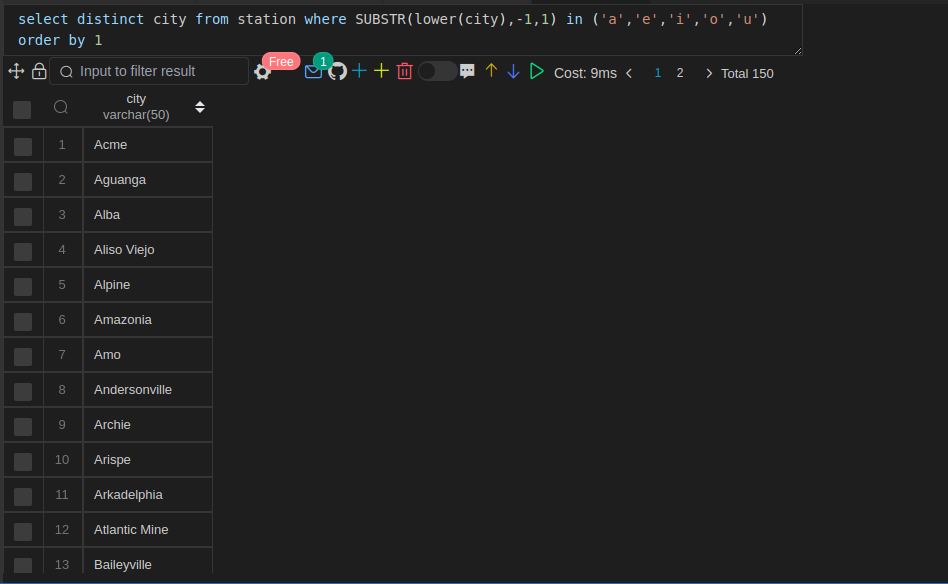 select distinct city from station where SUBSTR(lower(city),-1,1) in ('a','e','i','o','u')
order by 1
Input to filter result Free 1 Cost: 9ms 1 2 Total 150
city
varchar(50)
1 Acme
2 Aguanga
3 Alba
4 Aliso Viejo
5 Alpine
6 Amazonia
7 Amo
8 Andersonville
9 Archie
10 Arispe
11 Arkadelphia
12 Atlantic Mine
13 Baileyville